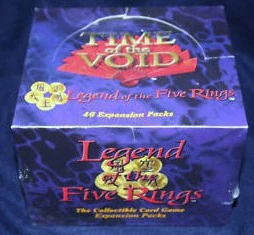 TIME
of the
VOID
Legend of the Five Rings
46 Expansion Packs
Legend
of the
Five Rings
The Collectible Card Game
Expansion Packs